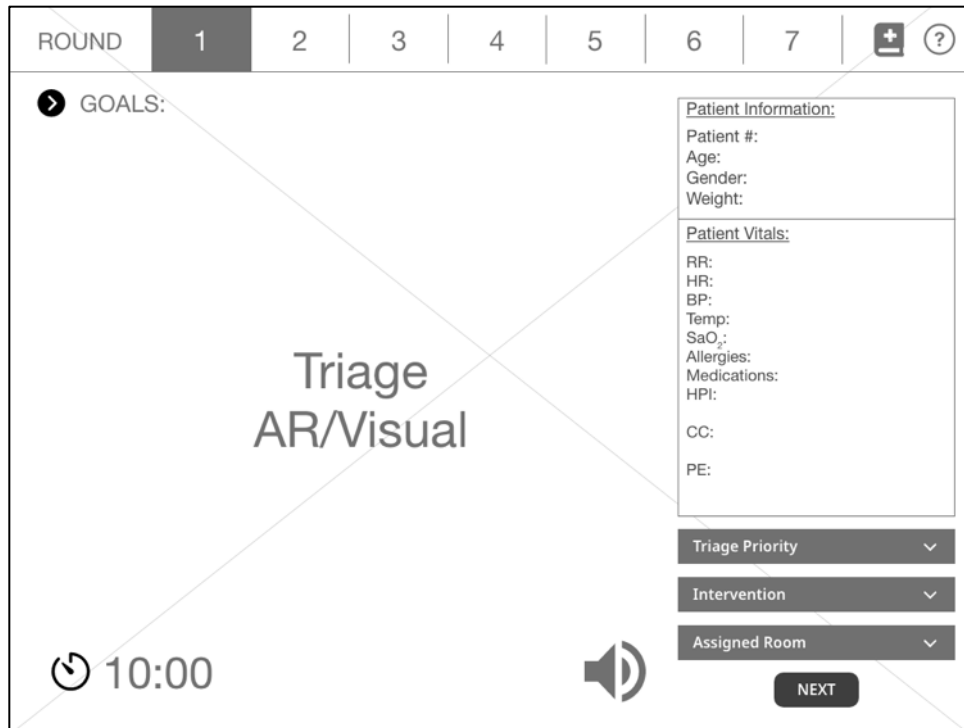 ROUND 1 2 3 4 5 6 7 ?
GOALS:
Triage
AR/Visual
10:00
Patient Information:
Patient #:
Age:
Gender:
Weight:
Patient Vitals:
RR:
HR:
BP:
Temp:
SaO₂:
Allergies:
Medications:
HPI:
CC:
PE:
Triage Priority
Intervention
Assigned Room
NEXT